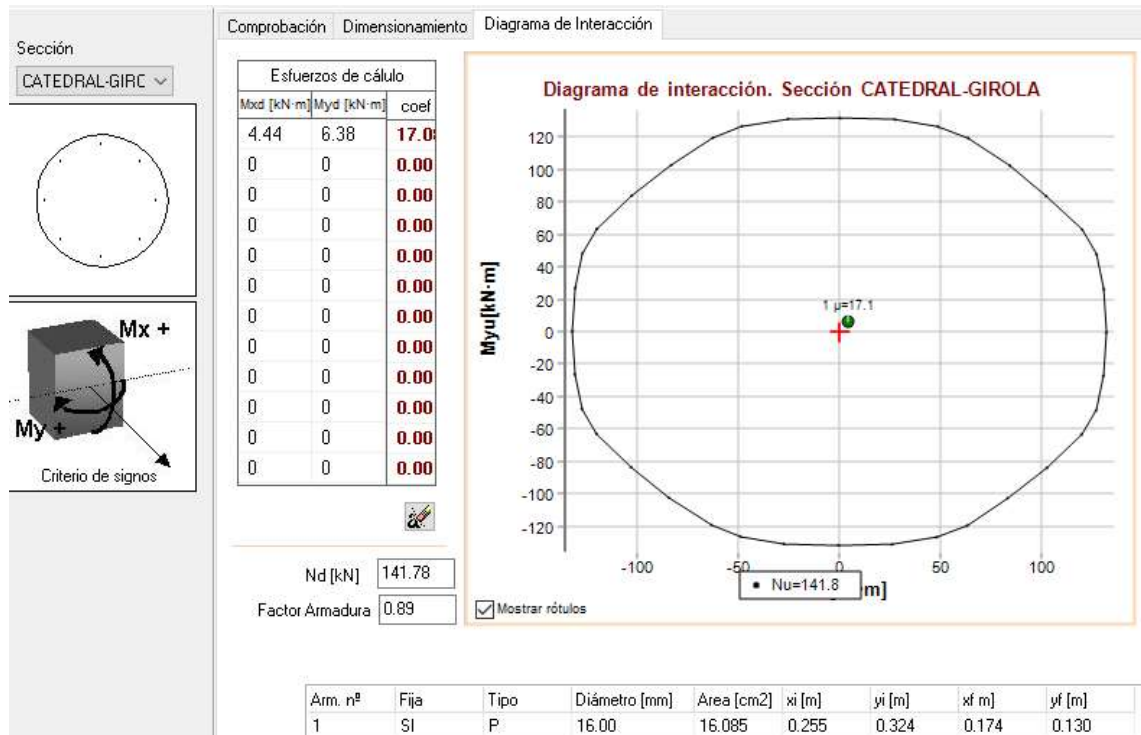 Comprobación Dimensionamiento Diagrama de Interacción
Sección
CATEDRAL-GIRC
Mx +
My +
Criterio de signos
Esfuerzos de cálulo
Mxd [kN·m] Myd [kN·m] coef
4.44 6.38 17.08
0 0 0.00
0 0 0.00
0 0 0.00
0 0 0.00
0 0 0.00
0 0 0.00
0 0 0.00
0 0 0.00
0 0 0.00
0 0 0.00
0 0 0.00
Nd [kN] 141.78
Factor Armadura 0.89
Diagrama de interacción. Sección CATEDRAL-GIROLA
Myu[kN·m]
120
100
80
60
40
20
0
-20
-40
-60
-80
-100
-120
1 µ=17.1
-100 -50 0 50 100
Nu=141.8
m]
Mostrar rótulos
Arm. nº Fija Tipo Diámetro [mm] Area [cm2] xi [m] yi [m] xf m] yf [m]
1 SI P 16.00 16.085 0.255 0.324 0.174 0.130